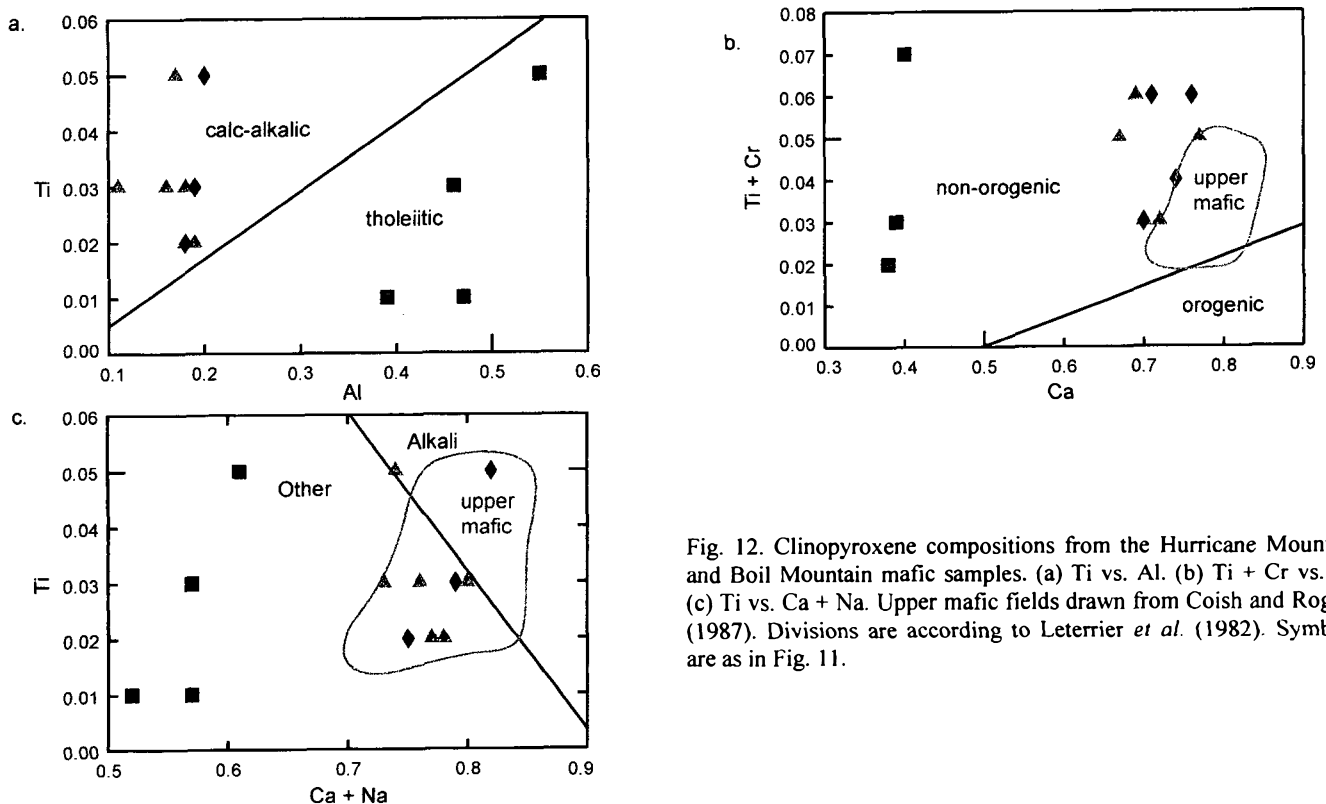 a.
0.06
0.05
0.04
Ti 0.03
0.02
0.01
0.00
calc-alkalic
tholeiitic
0.1 0.2 0.3 0.4 0.5 0.6
Al
b.
0.08
0.07
0.06
0.05
0.04
0.03
0.02
0.01
0.00
Ti + Cr
non-orogenic
upper
mafic
orogenic
0.3 0.4 0.5 0.6 0.7 0.8 0.9
Ca
c.
0.06
0.05
0.04
0.03
0.02
0.01
0.00
Ti
Alkali
Other
upper
mafic
0.5 0.6 0.7 0.8 0.9
Ca + Na
Fig. 12. Clinopyroxene compositions from the Hurricane Mount
and Boil Mountain mafic samples. (a) Ti vs. Al. (b) Ti + Cr vs.
(c) Ti vs. Ca + Na. Upper mafic fields drawn from Coish and Rog
(1987). Divisions are according to Leterrier et al. (1982). Symb
are as in Fig. 11.